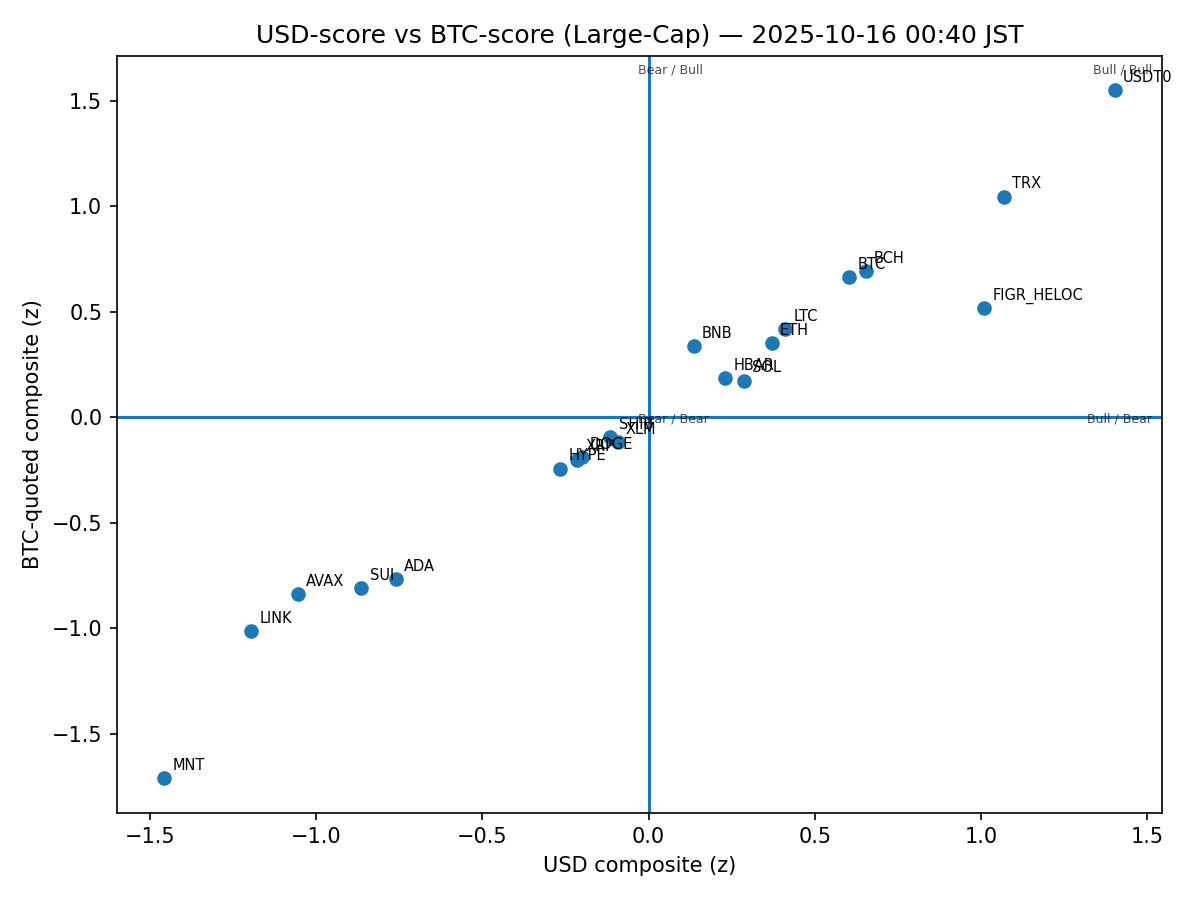 USD-score vs BTC-score (Large-Cap) — 2025-10-16 00:40 JST
Bear / Bull
Bull / Bull
USDT0
TRX
BCH
BTC
FIGR_HELOC
LTC
ETH
BNB
HBAR
SOL
Bear / Bear
Bull / Bear
SHIB
XLM
DOGE
XRP
HYPE
ADA
SUI
AVAX
LINK
MNT
BTC-quoted composite (z)
1.5
1.0
0.5
0.0
−0.5
−1.0
−1.5
−1.5
−1.0
−0.5
0.0
0.5
1.0
1.5
USD composite (z)